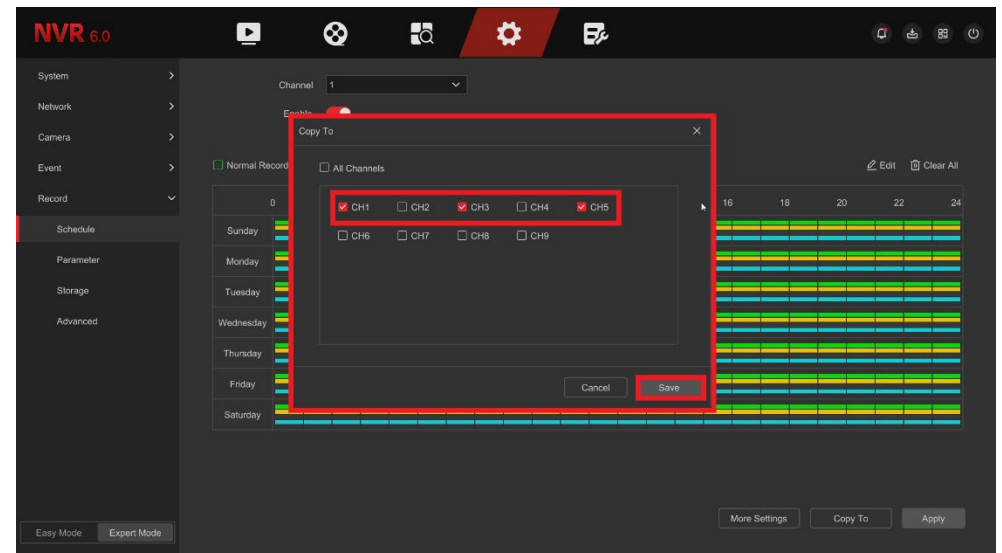 NVR 6.0
System
Network
Camera
Event
Record
Schedule
Parameter
Storage
Advanced
Easy Mode Expert Mode
Channel 1
Enable
Normal Record
Edit Clear All
0 16 18 20 22 24
Sunday
Monday
Tuesday
Wednesday
Thursday
Friday
Saturday
Copy To
All Channels
CH1 CH2 CH3 CH4 CH5
CH6 CH7 CH8 CH9
Cancel Save
More Settings Copy To Apply